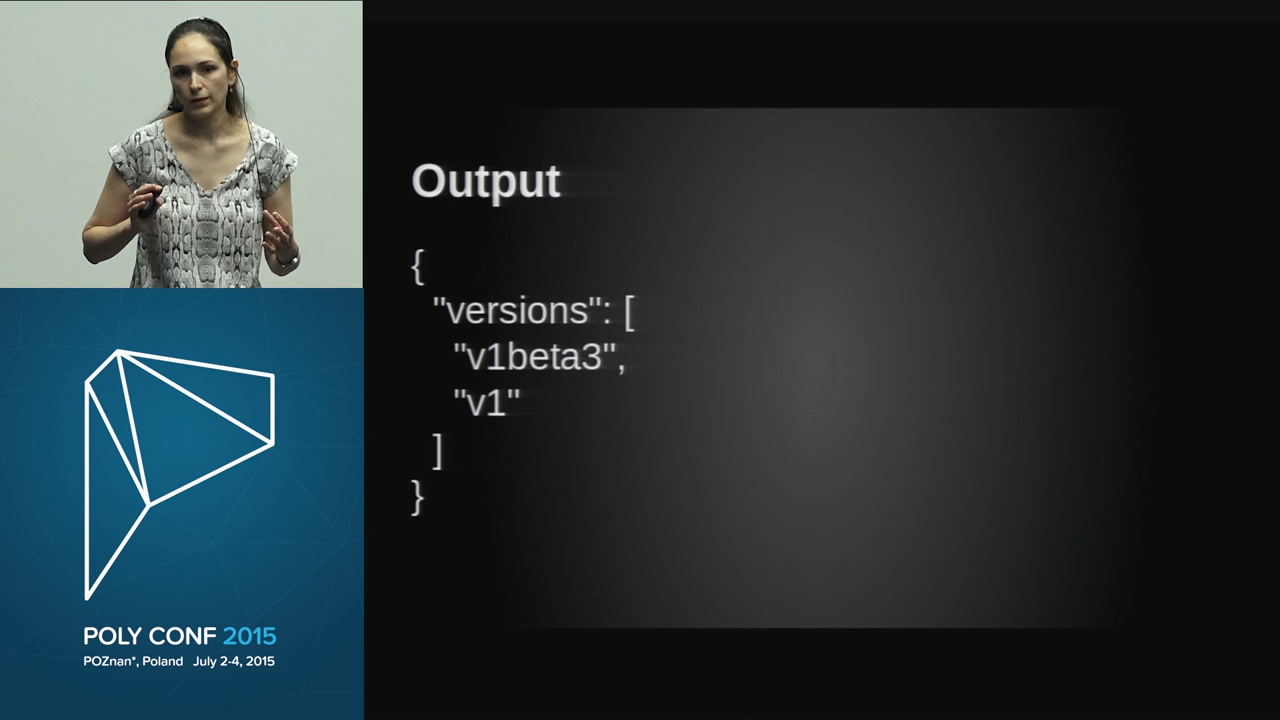 Output
{
"versions": [
"v1beta3",
"v1"
]
}
POLY CONF 2015
POZnan*, Poland July 2-4, 2015